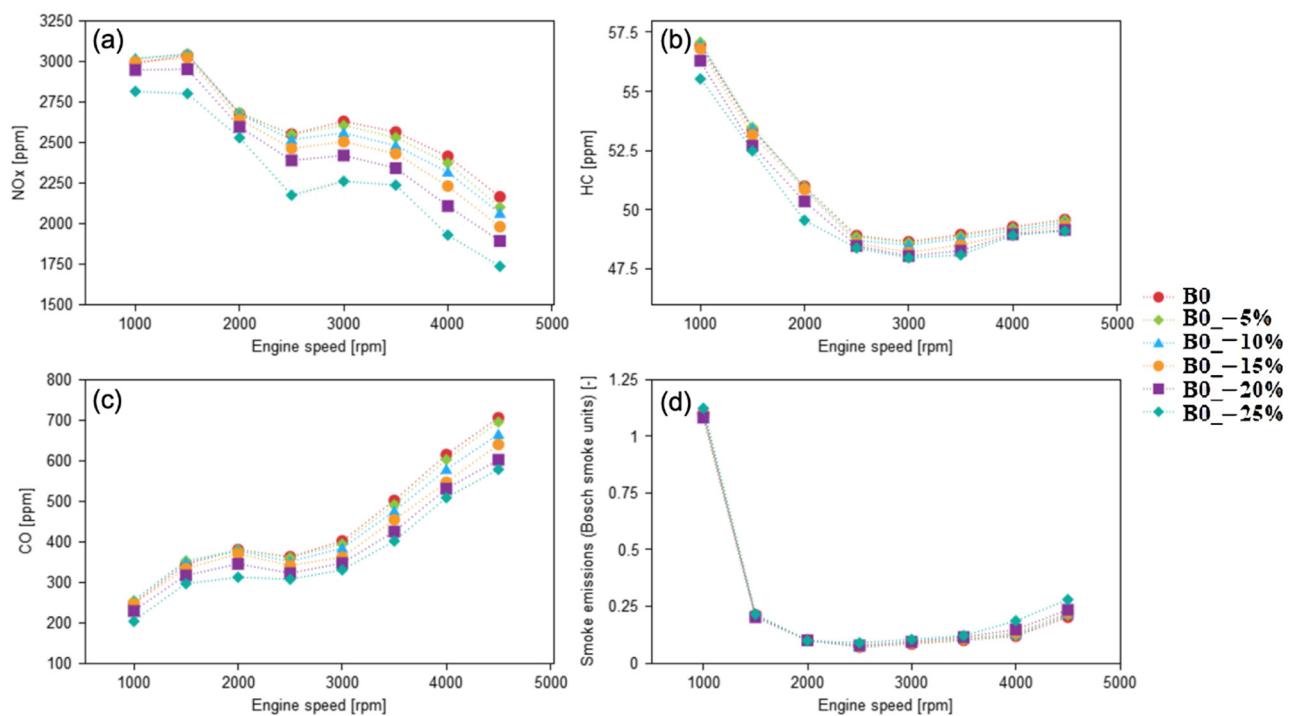 (a)
NOx [ppm]
3250
3000
2750
2500
2250
2000
1750
1500
1000 2000 3000 4000 5000
Engine speed [rpm]
(b)
HC [ppm]
57.5
55
52.5
50
47.5
1000 2000 3000 4000 5000
Engine speed [rpm]
(c)
CO [ppm]
800
700
600
500
400
300
200
100
1000 2000 3000 4000 5000
Engine speed [rpm]
(d)
Smoke emissions (Bosch smoke units) [-]
1.25
1
0.75
0.5
0.25
0
1000 2000 3000 4000 5000
Engine speed [rpm]
B0
B0_−5%
B0_−10%
B0_−15%
B0_−20%
B0_−25%